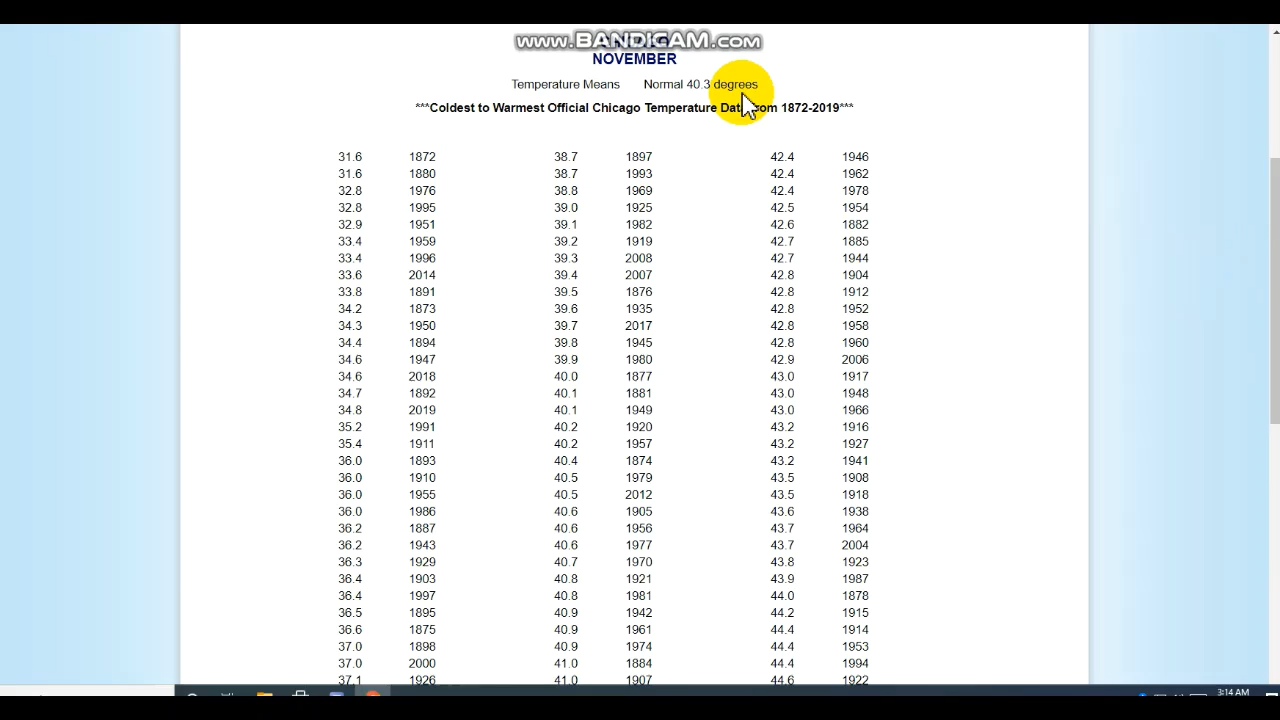 www.BANDICAM.com
NOVEMBER
Temperature Means Normal 40.3 degrees
***Coldest to Warmest Official Chicago Temperature Data from 1872-2019***
31.6 1872 38.7 1897 42.4 1946
31.6 1880 38.7 1993 42.4 1962
32.8 1976 38.8 1969 42.4 1978
32.8 1995 39.0 1925 42.5 1954
32.9 1951 39.1 1982 42.6 1882
33.4 1959 39.2 1919 42.7 1885
33.4 1996 39.3 2008 42.7 1944
33.6 2014 39.4 2007 42.8 1904
33.8 1891 39.5 1876 42.8 1912
34.2 1873 39.6 1935 42.8 1952
34.3 1950 39.7 2017 42.8 1958
34.4 1894 39.8 1945 42.8 1960
34.6 1947 39.9 1980 42.9 2006
34.6 2018 40.0 1877 43.0 1917
34.7 1892 40.1 1881 43.0 1948
34.8 2019 40.1 1949 43.0 1966
35.2 1991 40.2 1920 43.2 1916
35.4 1911 40.2 1957 43.2 1927
36.0 1893 40.4 1874 43.2 1941
36.0 1910 40.5 1979 43.5 1908
36.0 1955 40.5 2012 43.5 1918
36.0 1986 40.6 1905 43.6 1938
36.2 1887 40.6 1956 43.7 1964
36.2 1943 40.6 1977 43.7 2004
36.3 1929 40.7 1970 43.8 1923
36.4 1903 40.8 1921 43.9 1987
36.4 1997 40.8 1981 44.0 1878
36.5 1895 40.9 1942 44.2 1915
36.6 1875 40.9 1961 44.4 1914
37.0 1898 40.9 1974 44.4 1953
37.0 2000 41.0 1884 44.4 1994
37.1 1926 41.0 1907 44.6 1922
3:14 AM